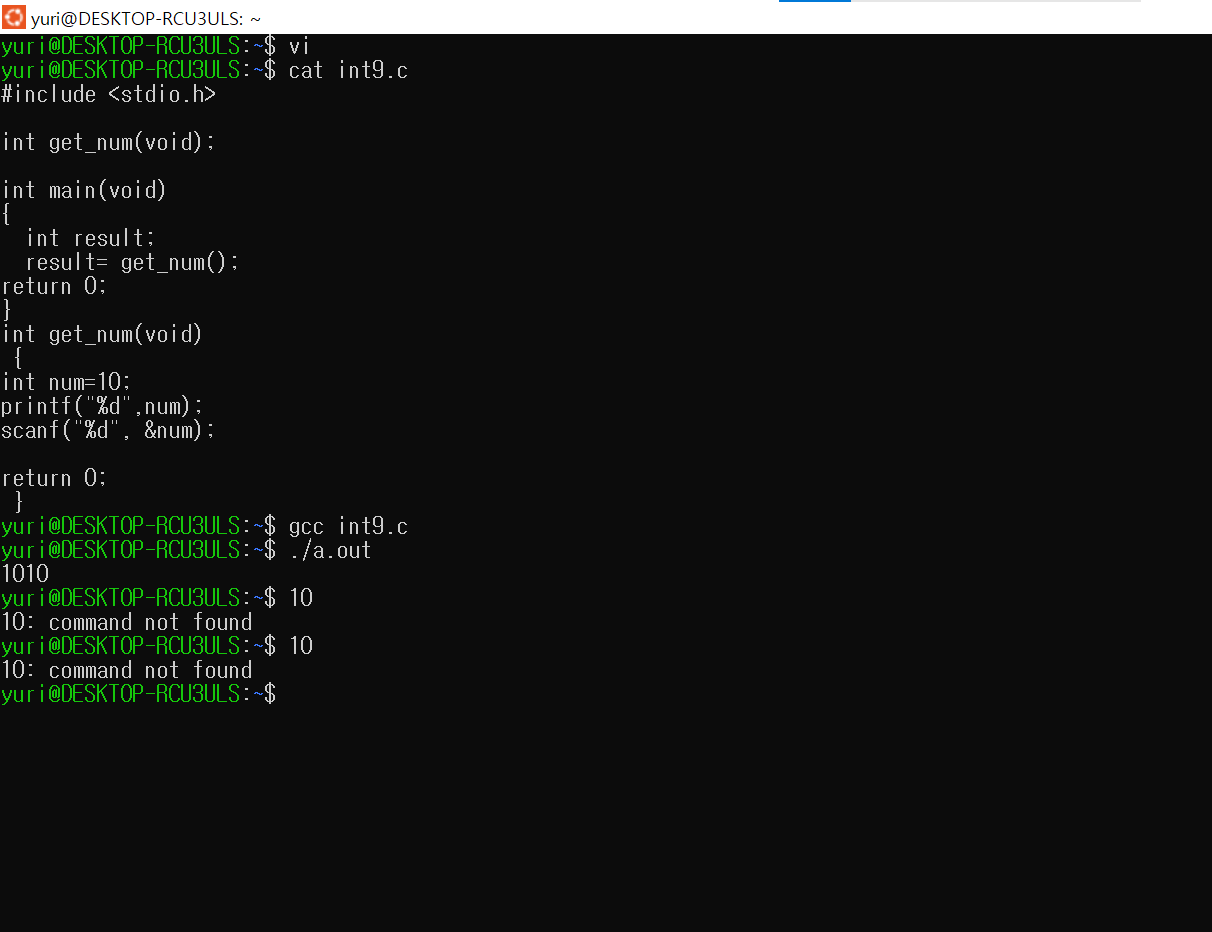 yuri@DESKTOP-RCU3ULS: ~
yuri@DESKTOP-RCU3ULS:~$ vi
yuri@DESKTOP-RCU3ULS:~$ cat int9.c
#include <stdio.h>
int get_num(void);
int main(void)
{
  int result;
  result= get_num();
return 0;
}
int get_num(void)
 {
int num=10;
printf("%d",num);
scanf("%d", &num);
return 0;
 }
yuri@DESKTOP-RCU3ULS:~$ gcc int9.c
yuri@DESKTOP-RCU3ULS:~$ ./a.out
1010
yuri@DESKTOP-RCU3ULS:~$ 10
10: command not found
yuri@DESKTOP-RCU3ULS:~$ 10
10: command not found
yuri@DESKTOP-RCU3ULS:~$